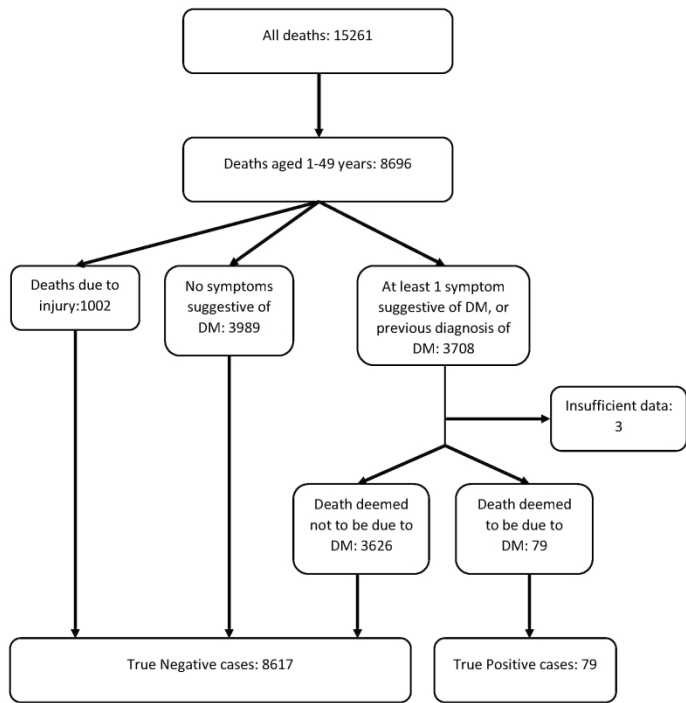 All deaths: 15261
Deaths aged 1-49 years: 8696
Deaths due to
injury:1002
No symptoms
suggestive of
DM: 3989
At least 1 symptom
suggestive of DM, or
previous diagnosis of
DM: 3708
Insufficient data:
3
Death deemed
not to be due to
DM: 3626
Death deemed
to be due to
DM: 79
True Negative cases: 8617
True Positive cases: 79